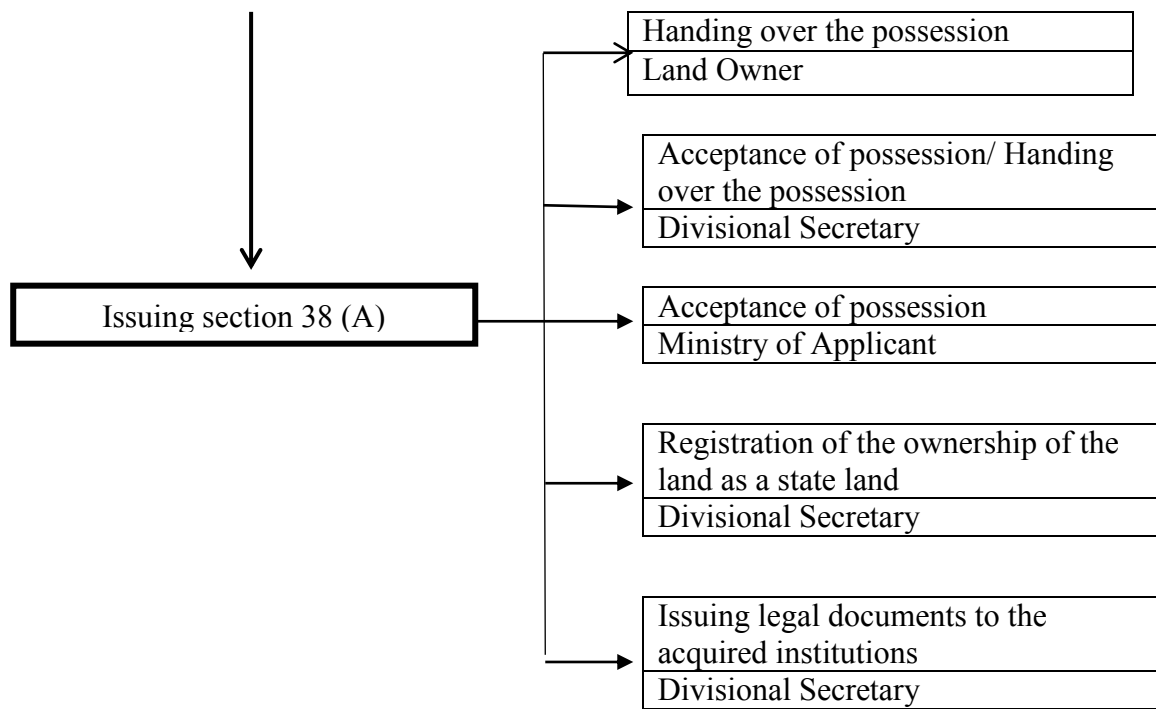 Handing over the possession
Land Owner
Acceptance of possession/ Handing
over the possession
Divisional Secretary
Issuing section 38 (A)
Acceptance of possession
Ministry of Applicant
Registration of the ownership of the
land as a state land
Divisional Secretary
Issuing legal documents to the
acquired institutions
Divisional Secretary